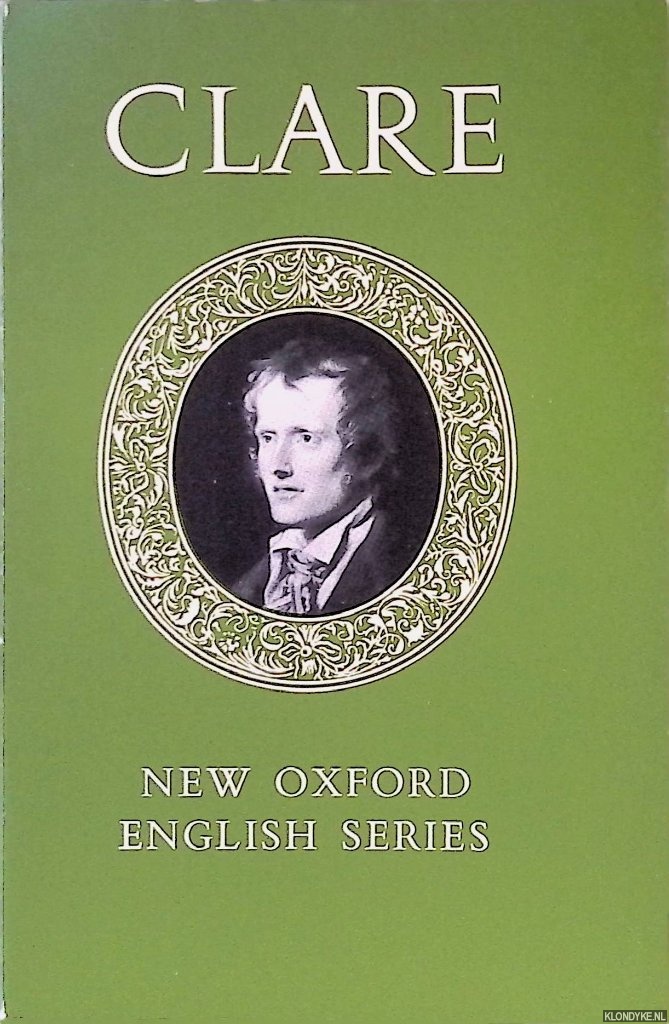 CLARE
NEW OXFORD
ENGLISH SERIES
KLONDYKE.NL